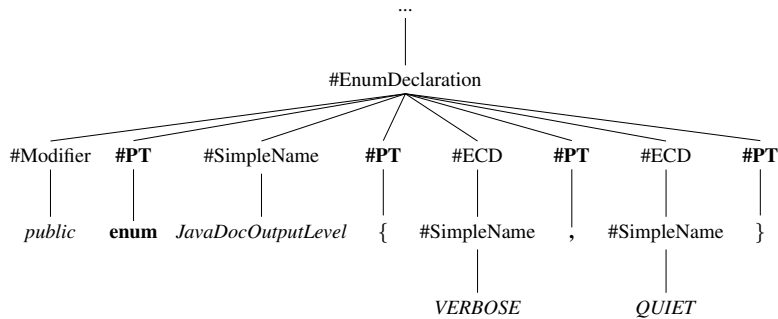 ...
#EnumDeclaration
#Modifier #PT #SimpleName #PT #ECD #PT #ECD #PT
public enum JavaDocOutputLevel { #SimpleName , #SimpleName }
VERBOSE QUIET